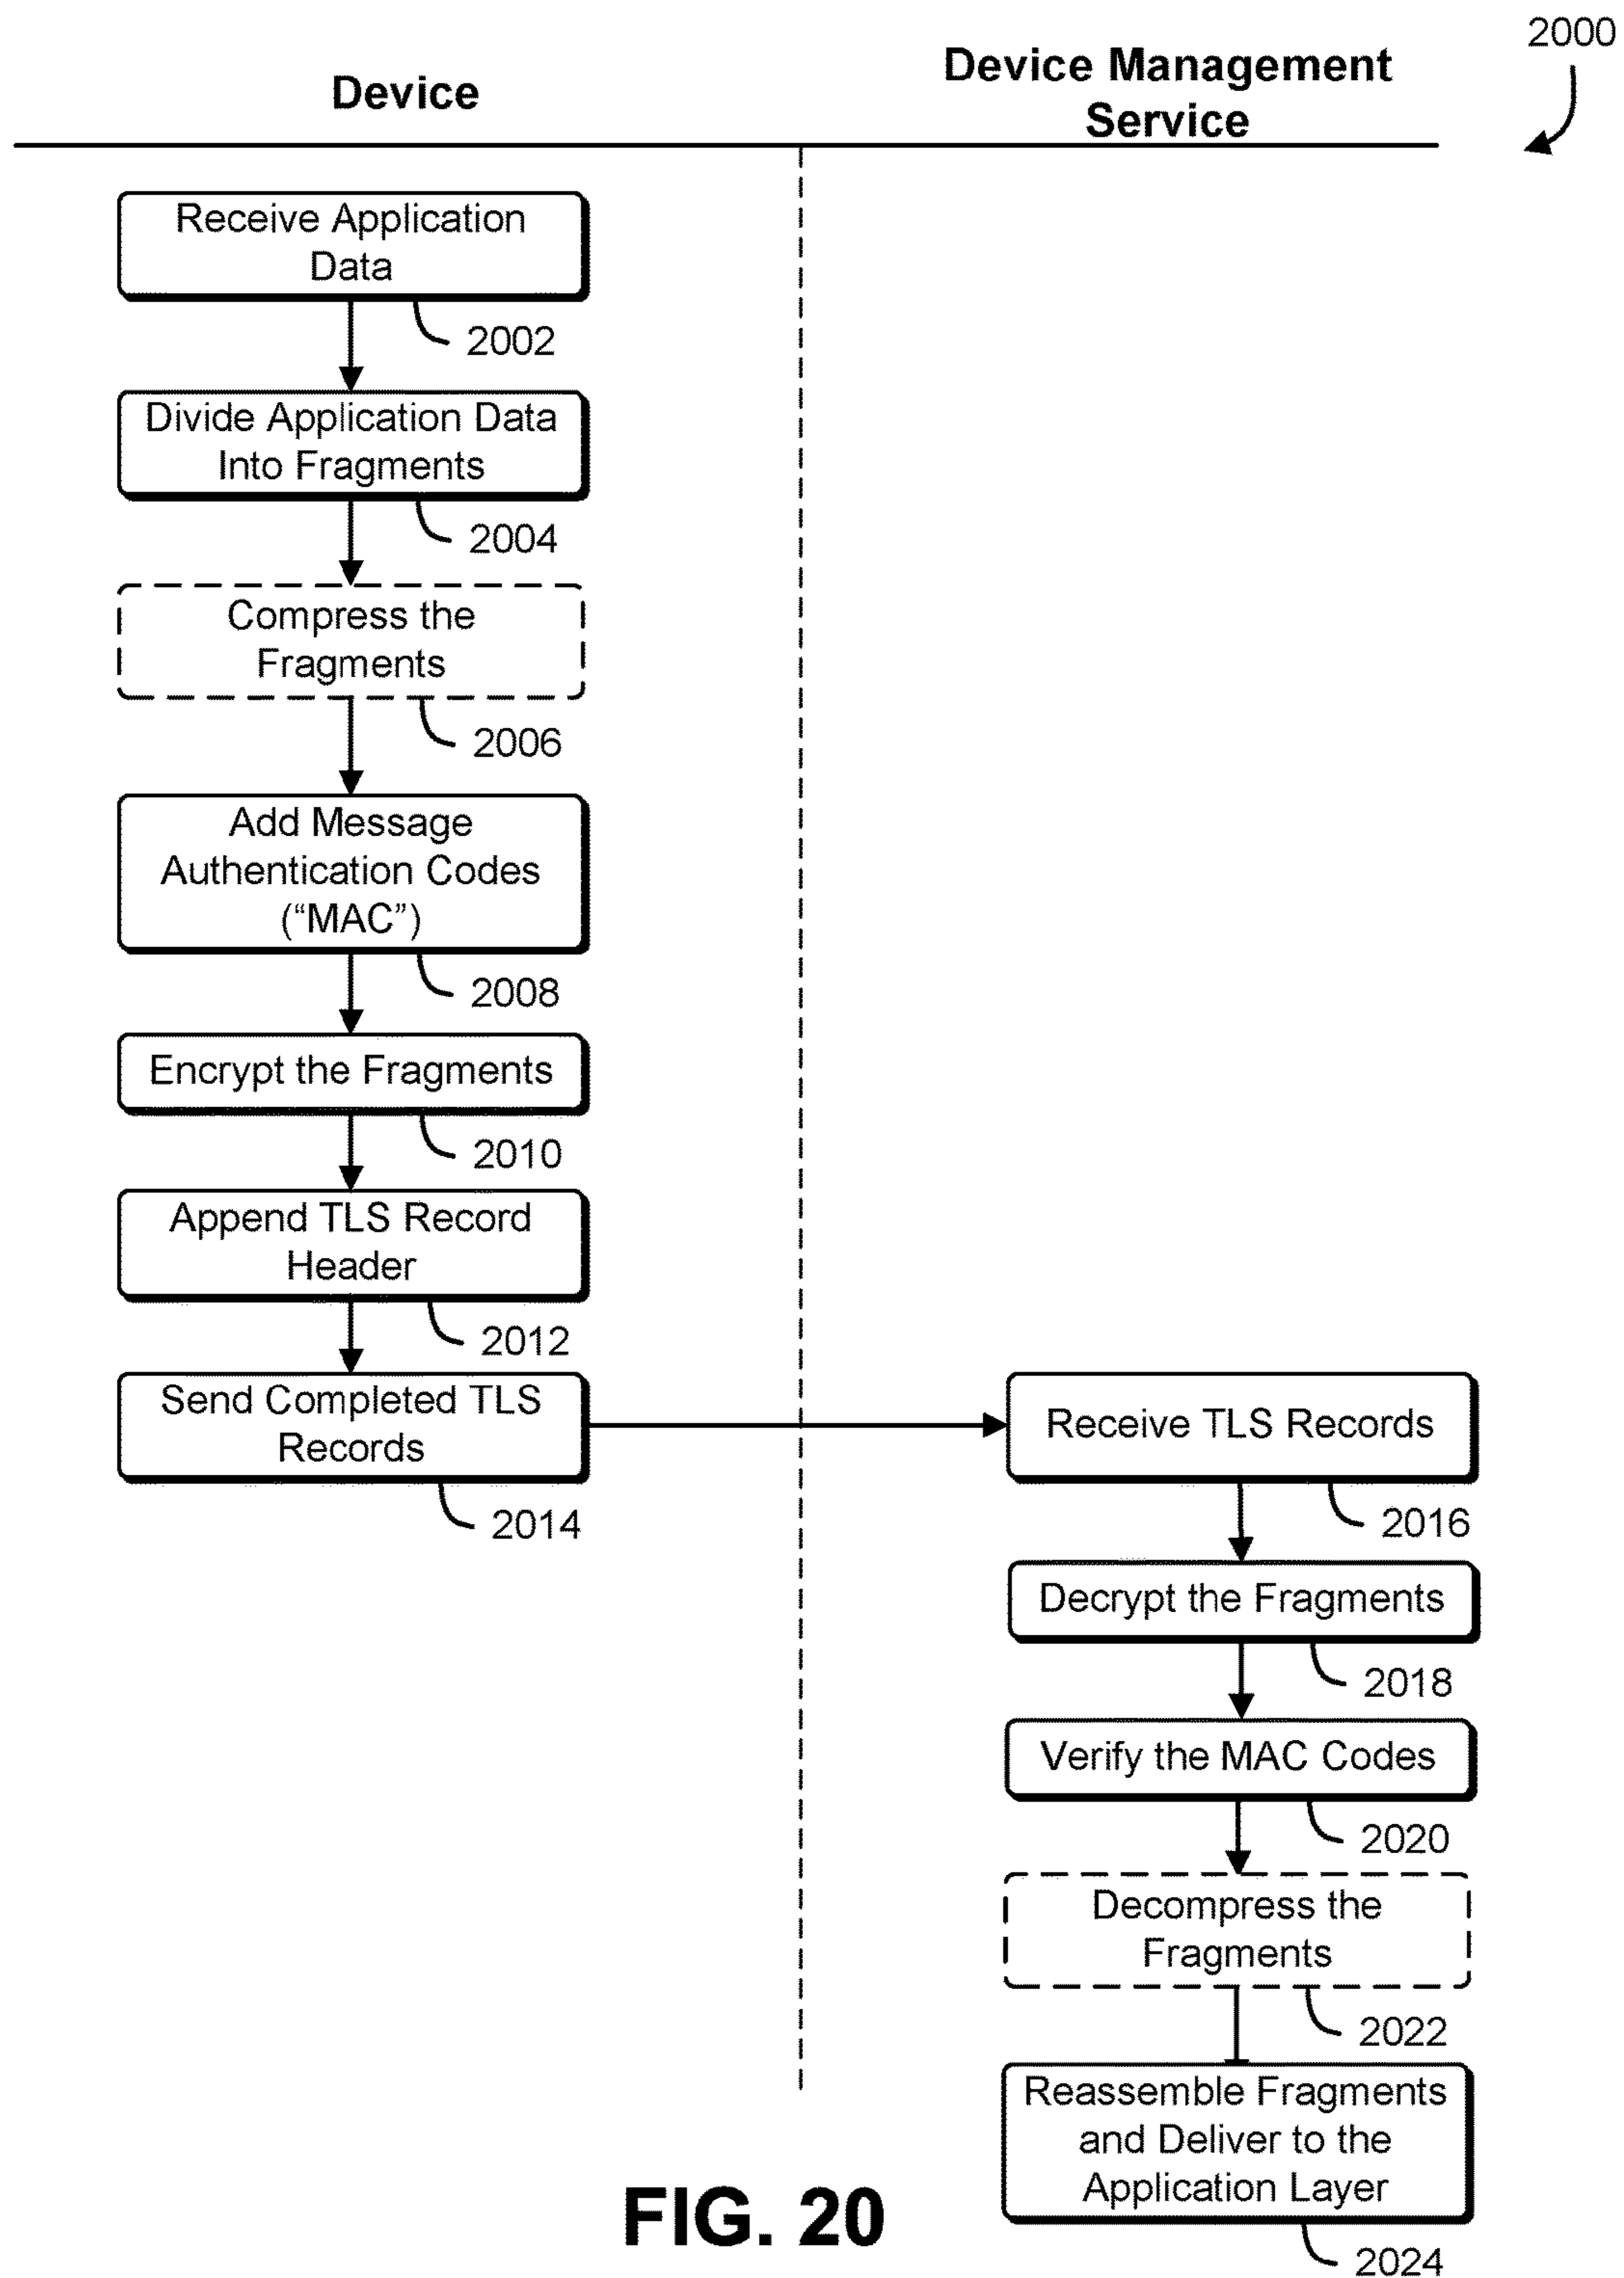 2000
Device
Device Management
Service
Receive Application
Data
2002
Divide Application Data
Into Fragments
2004
Compress the
Fragments
2006
Add Message
Authentication Codes
(“MAC”)
2008
Encrypt the Fragments
2010
Append TLS Record
Header
2012
Send Completed TLS
Records
2014
Receive TLS Records
2016
Decrypt the Fragments
2018
Verify the MAC Codes
2020
Decompress the
Fragments
2022
Reassemble Fragments
and Deliver to the
Application Layer
2024
FIG. 20